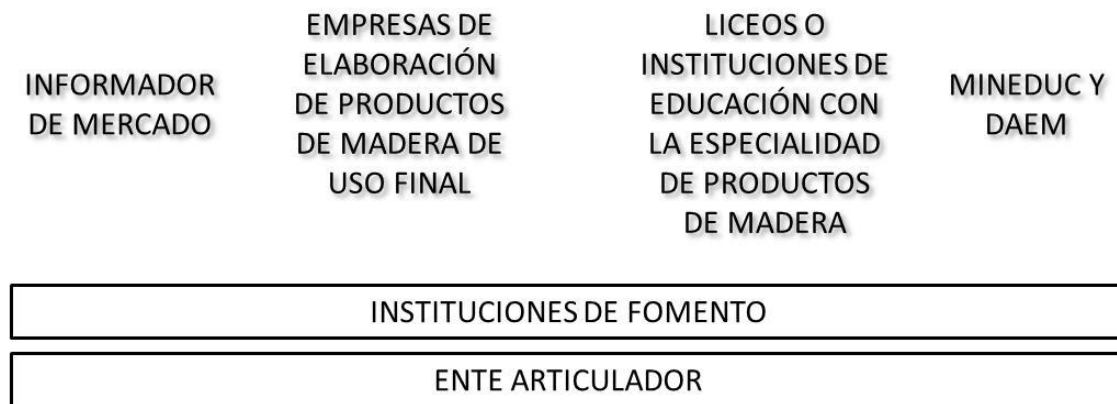 INFORMADOR
DE MERCADO
EMPRESAS DE
ELABORACIÓN
DE PRODUCTOS
DE MADERA DE
USO FINAL
LICEOS O
INSTITUCIONES DE
EDUCACIÓN CON
LA ESPECIALIDAD
DE PRODUCTOS
DE MADERA
MINEDUC Y
DAEM
INSTITUCIONES DE FOMENTO
ENTE ARTICULADOR